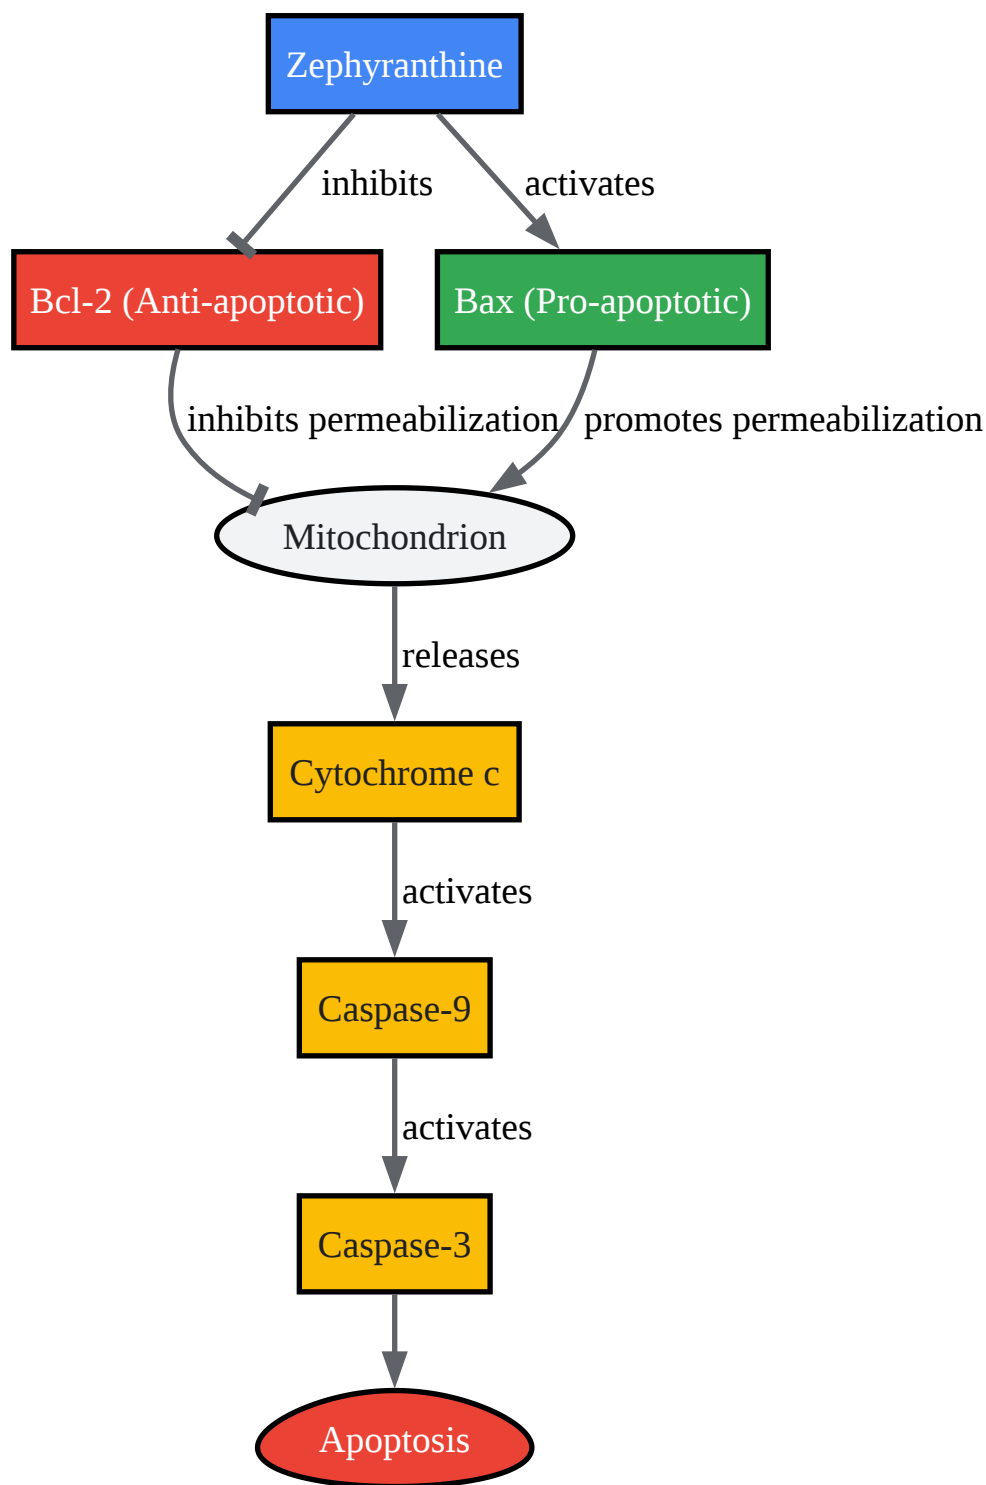 Zephyranthine
inhibits
activates
Bcl-2 (Anti-apoptotic)
Bax (Pro-apoptotic)
inhibits permeabilization
promotes permeabilization
Mitochondrion
releases
Cytochrome c
activates
Caspase-9
activates
Caspase-3
Apoptosis